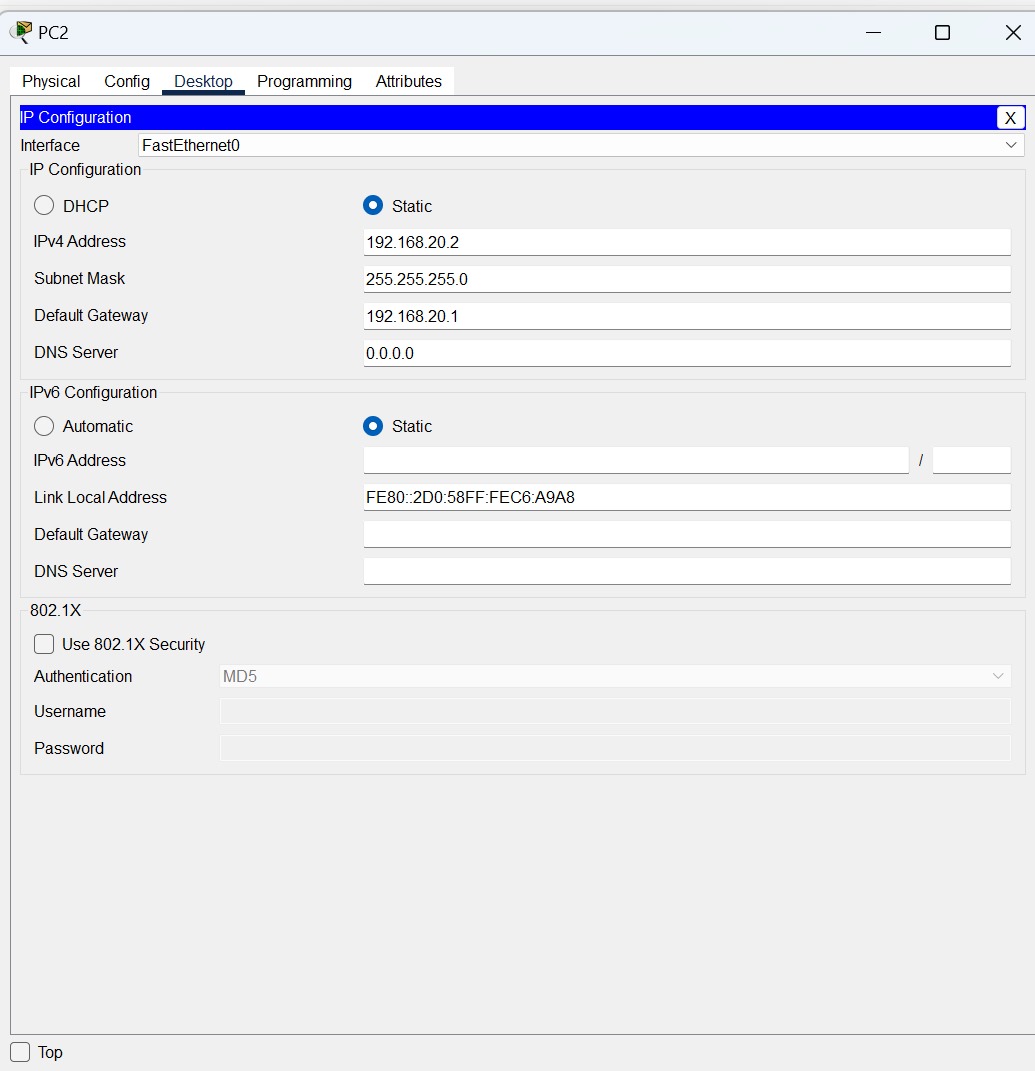 PC2
Physical Config Desktop Programming Attributes
IP Configuration X
Interface FastEthernet0
IP Configuration
DHCP Static
IPv4 Address 192.168.20.2
Subnet Mask 255.255.255.0
Default Gateway 192.168.20.1
DNS Server 0.0.0.0
IPv6 Configuration
Automatic Static
IPv6 Address /
Link Local Address FE80::2D0:58FF:FEC6:A9A8
Default Gateway
DNS Server
802.1X
Use 802.1X Security
Authentication MD5
Username
Password
Top